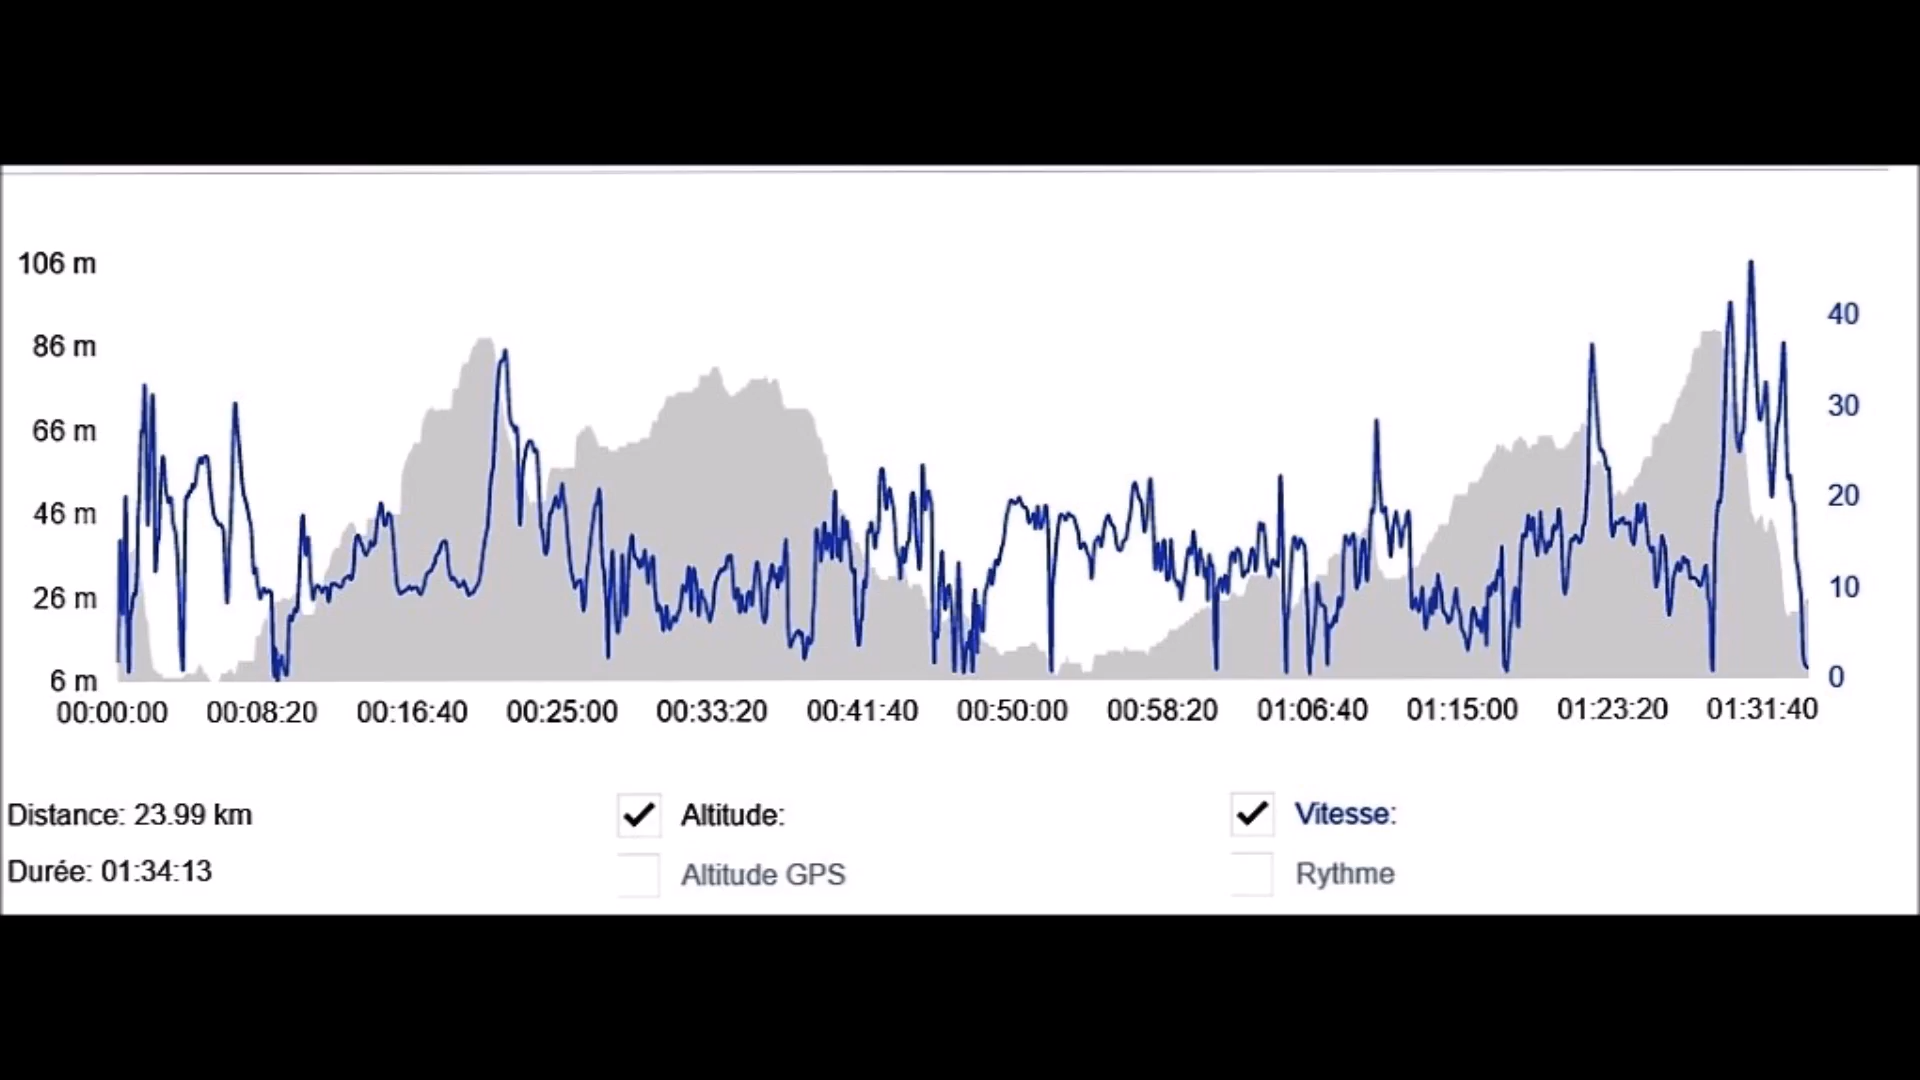 106 m
86 m
66 m
46 m
26 m
6 m
40
30
20
10
0
00:00:00 00:08:20 00:16:40 00:25:00 00:33:20 00:41:40 00:50:00 00:58:20 01:06:40 01:15:00 01:23:20 01:31:40
Distance: 23.99 km Altitude: Vitesse:
Durée: 01:34:13 Altitude GPS Rythme